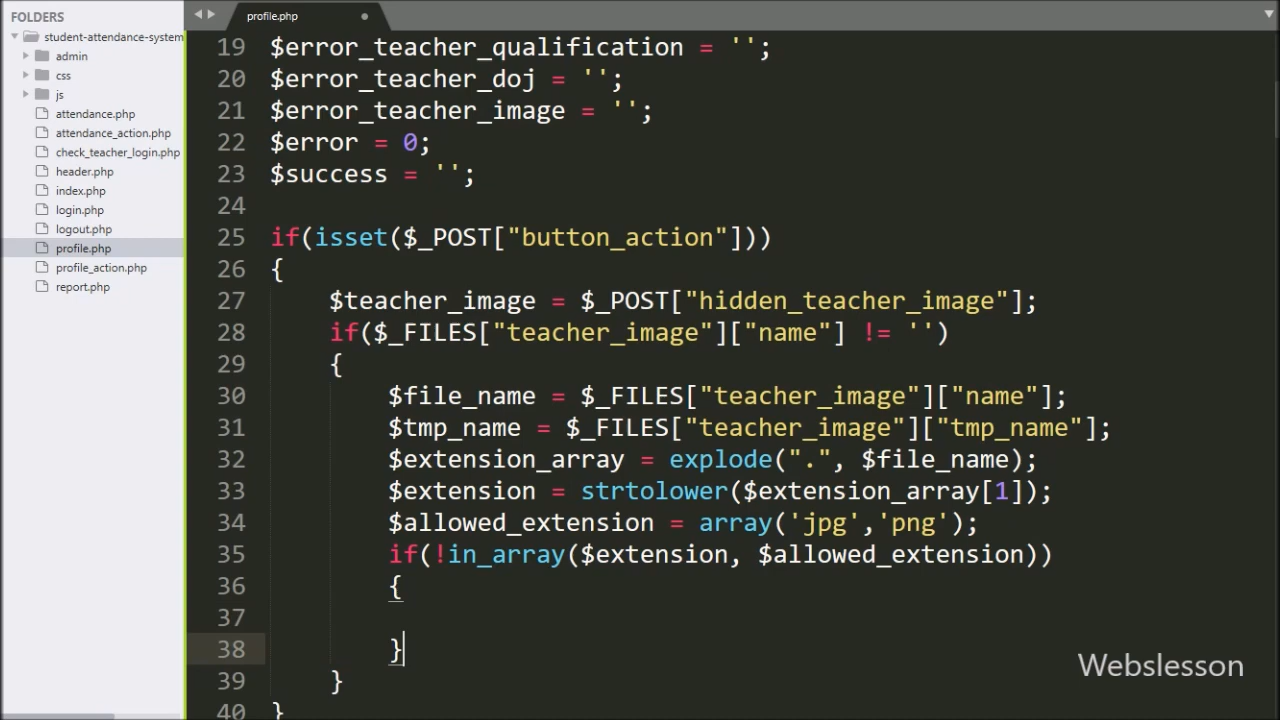 FOLDERS
student-attendance-system
admin
css
js
attendance.php
attendance_action.php
check_teacher_login.php
header.php
index.php
login.php
logout.php
profile.php
profile_action.php
report.php
profile.php
19 $error_teacher_qualification = '';
20 $error_teacher_doj = '';
21 $error_teacher_image = '';
22 $error = 0;
23 $success = '';
24
25 if(isset($_POST["button_action"]))
26 {
27 $teacher_image = $_POST["hidden_teacher_image"];
28 if($_FILES["teacher_image"]["name"] != '')
29 {
30 $file_name = $_FILES["teacher_image"]["name"];
31 $tmp_name = $_FILES["teacher_image"]["tmp_name"];
32 $extension_array = explode(".", $file_name);
33 $extension = strtolower($extension_array[1]);
34 $allowed_extension = array('jpg','png');
35 if(!in_array($extension, $allowed_extension))
36 {
37
38 }
39 }
40 }
Webslesson